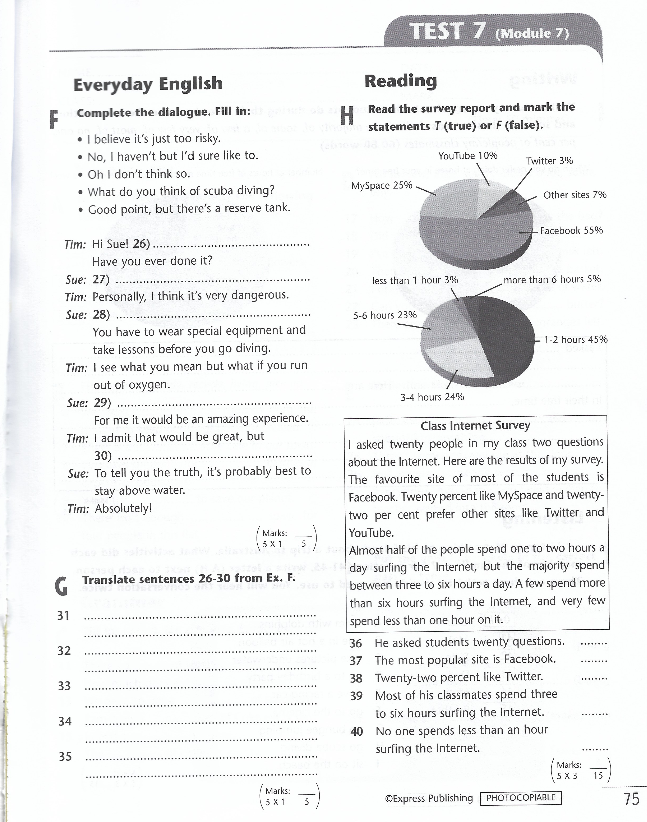 TEST 7 (Module 7)
Everyday English
F Complete the dialogue. Fill in:
• I believe it's just too risky.
• No, I haven't but I'd sure like to.
• Oh I don't think so.
• What do you think of scuba diving?
• Good point, but there's a reserve tank.
Tim: Hi Sue! 26) ............................................
Have you ever done it?
Sue: 27) ......................................................
Tim: Personally, I think it's very dangerous.
Sue: 28) ......................................................
You have to wear special equipment and
take lessons before you go diving.
Tim: I see what you mean but what if you run
out of oxygen.
Sue: 29) ......................................................
For me it would be an amazing experience.
Tim: I admit that would be great, but
30) ......................................................
Sue: To tell you the truth, it's probably best to
stay above water.
Tim: Absolutely!
(Marks: ___)
(5 X 1 5)
G Translate sentences 26-30 from Ex. F.
31 ................................................................
................................................................
32 ................................................................
................................................................
33 ................................................................
................................................................
34 ................................................................
................................................................
35 ................................................................
................................................................
(Marks: ___)
(5 X 1 5)
Reading
H Read the survey report and mark the
statements T (true) or F (false).
YouTube 10%
Twitter 3%
MySpace 25%
Other sites 7%
Facebook 55%
less than 1 hour 3%
more than 6 hours 5%
5-6 hours 23%
1-2 hours 45%
3-4 hours 24%
Class Internet Survey
I asked twenty people in my class two questions
about the Internet. Here are the results of my survey.
The favourite site of most of the students is
Facebook. Twenty percent like MySpace and twenty-
two per cent prefer other sites like Twitter and
YouTube.
Almost half of the people spend one to two hours a
day surfing the Internet, but the majority spend
between three to six hours a day. A few spend more
than six hours surfing the Internet, and very few
spend less than one hour on it.
36 He asked students twenty questions. ........
37 The most popular site is Facebook. ........
38 Twenty-two percent like Twitter. ........
39 Most of his classmates spend three
to six hours surfing the Internet. ........
40 No one spends less than an hour
surfing the Internet. ........
(Marks: ___)
(5 X 3 15)
©Express Publishing PHOTOCOPIABLE 75